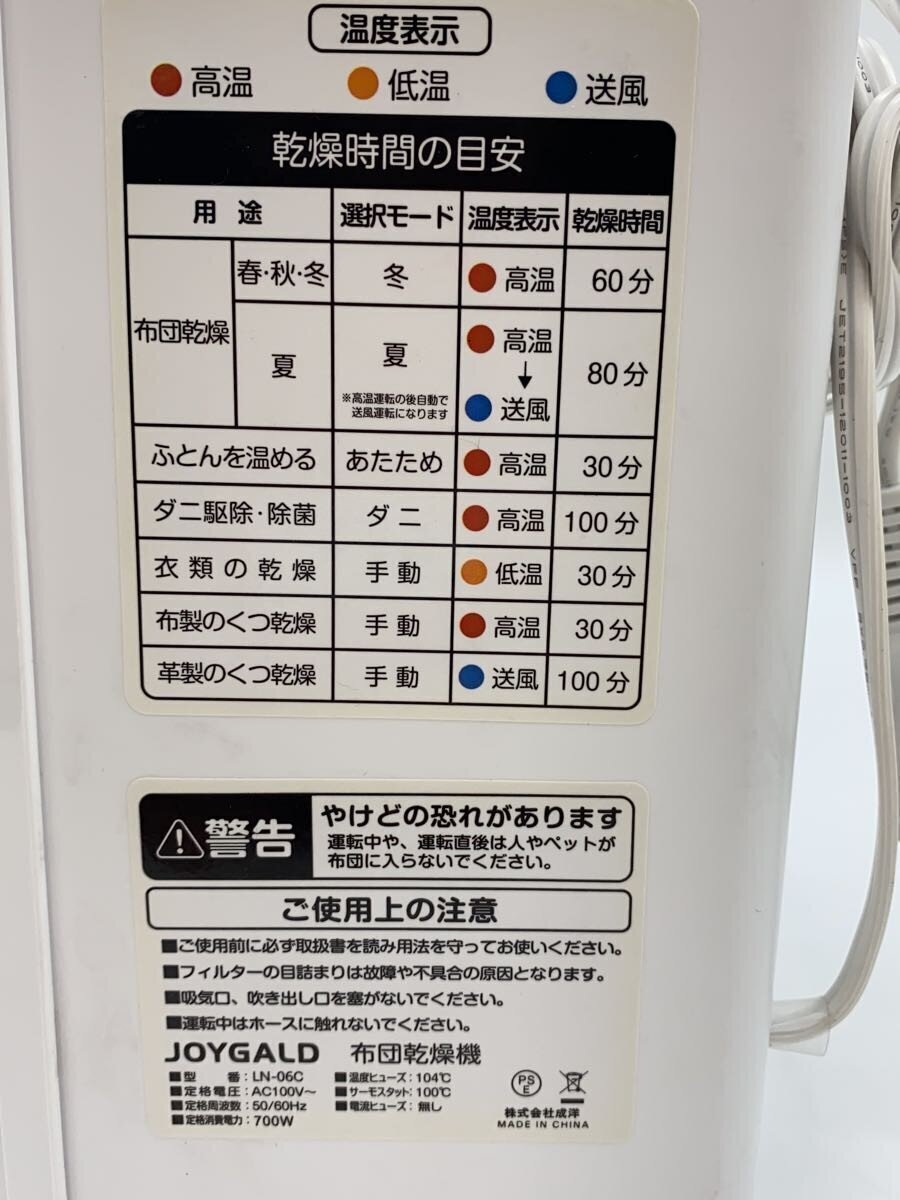 温度表示
高温 低温 送風
乾燥時間の目安
用 途 選択モード 温度表示 乾燥時間
布団乾燥 春・秋・冬 冬 高温 60分
夏 夏 高温 80分
↓
※高温運転の後自動で
送風運転になります
送風
ふとんを温める あたため 高温 30分
ダニ駆除・除菌 ダニ 高温 100分
衣類の乾燥 手動 低温 30分
布製のくつ乾燥 手動 高温 30分
革製のくつ乾燥 手動 送風 100分
警告
やけどの恐れがあります
運転中や、運転直後は人やペットが
布団に入らないでください。
ご使用上の注意
■ご使用前に必ず取扱書を読み用法を守ってお使いください。
■フィルターの目詰まりは故障や不具合の原因となります。
■吸気口、吹き出し口を塞がないでください。
■運転中はホースに触れないでください。
JOYGALD 布団乾燥機
■型 番：LN-06C ■温度ヒューズ：104℃
■定格電圧：AC100V～ ■サーモスタット：100℃
■定格周波数：50/60Hz ■電流ヒューズ：無し
■定格消費電力：700W
PS
E
株式会社成洋
MADE IN CHINA
JET2195-12011-1003